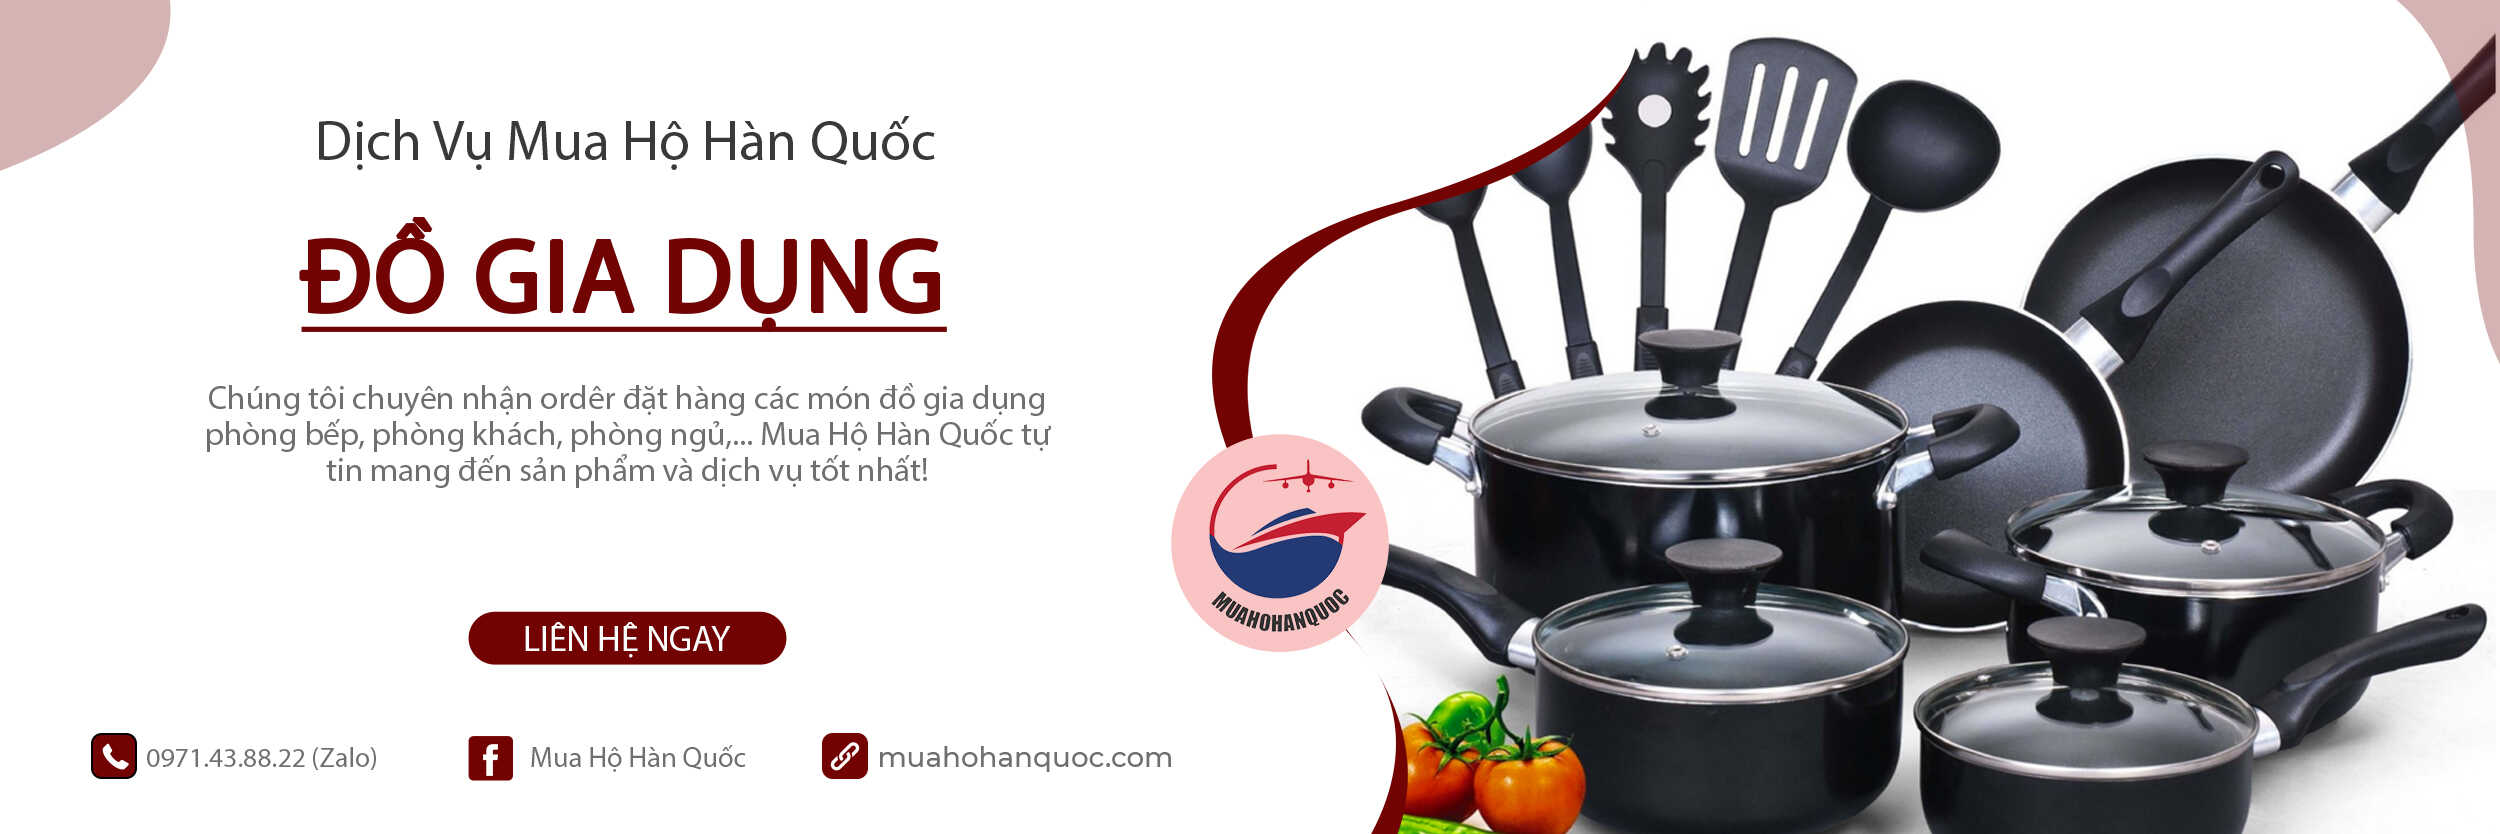 Dịch Vụ Mua Hộ Hàn Quốc
ĐỒ GIA DỤNG
Chúng tôi chuyên nhận ordêr đặt hàng các món đồ gia dụng
phòng bếp, phòng khách, phòng ngủ,... Mua Hộ Hàn Quốc tự
tin mang đến sản phẩm và dịch vụ tốt nhất!
MUAHOHANQUOC
LIÊN HỆ NGAY
0971.43.88.22 (Zalo)
Mua Hộ Hàn Quốc
muahohanquoc.com